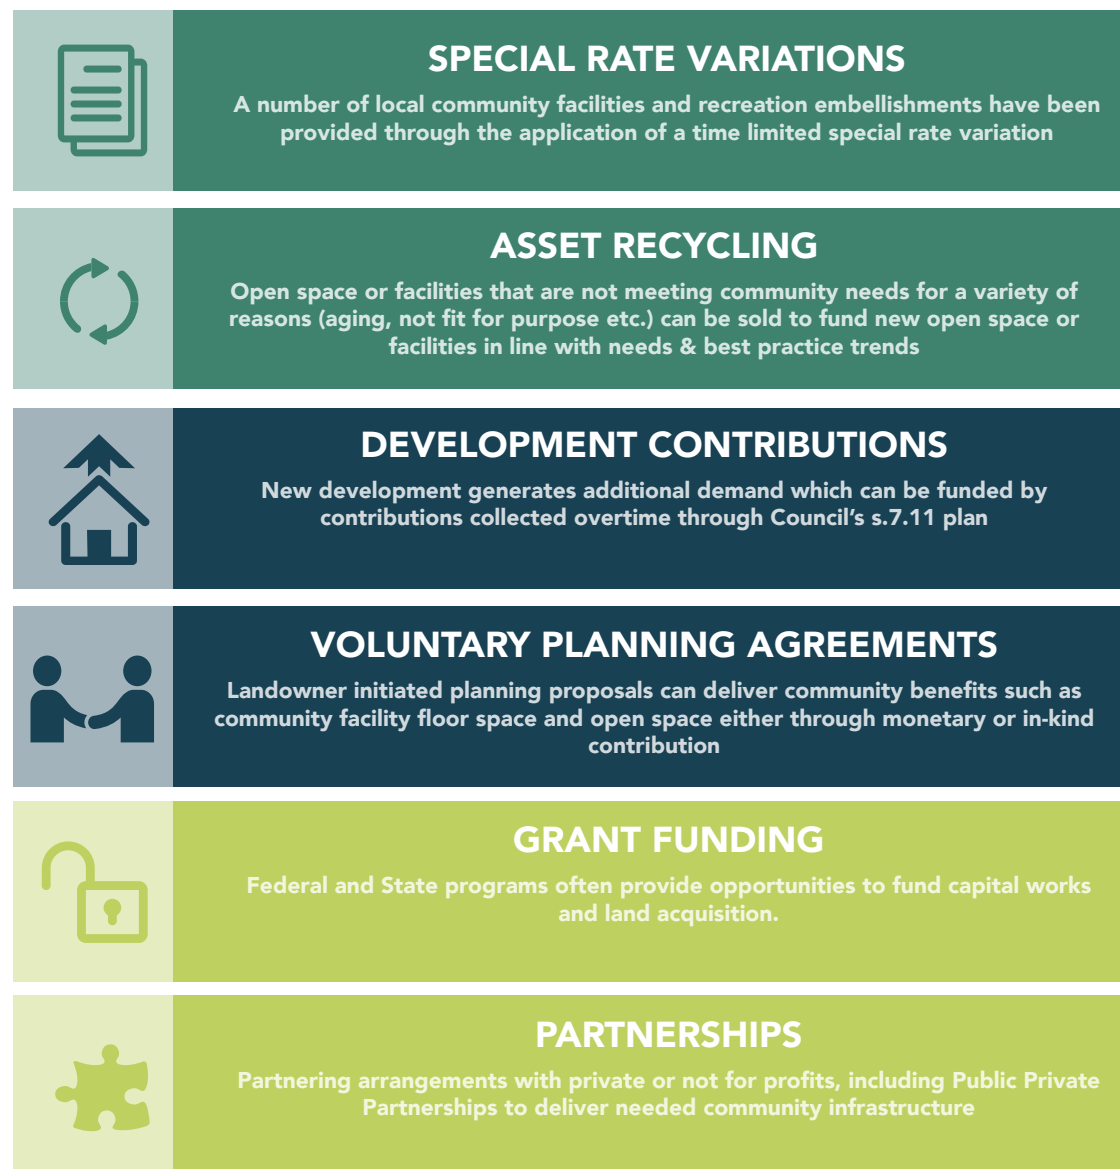 SPECIAL RATE VARIATIONS
A number of local community facilities and recreation embellishments have been
provided through the application of a time limited special rate variation
ASSET RECYCLING
Open space or facilities that are not meeting community needs for a variety of
reasons (aging, not fit for purpose etc.) can be sold to fund new open space or
facilities in line with needs & best practice trends
DEVELOPMENT CONTRIBUTIONS
New development generates additional demand which can be funded by
contributions collected overtime through Council’s s.7.11 plan
VOLUNTARY PLANNING AGREEMENTS
Landowner initiated planning proposals can deliver community benefits such as
community facility floor space and open space either through monetary or in-kind
contribution
GRANT FUNDING
Federal and State programs often provide opportunities to fund capital works
and land acquisition.
PARTNERSHIPS
Partnering arrangements with private or not for profits, including Public Private
Partnerships to deliver needed community infrastructure